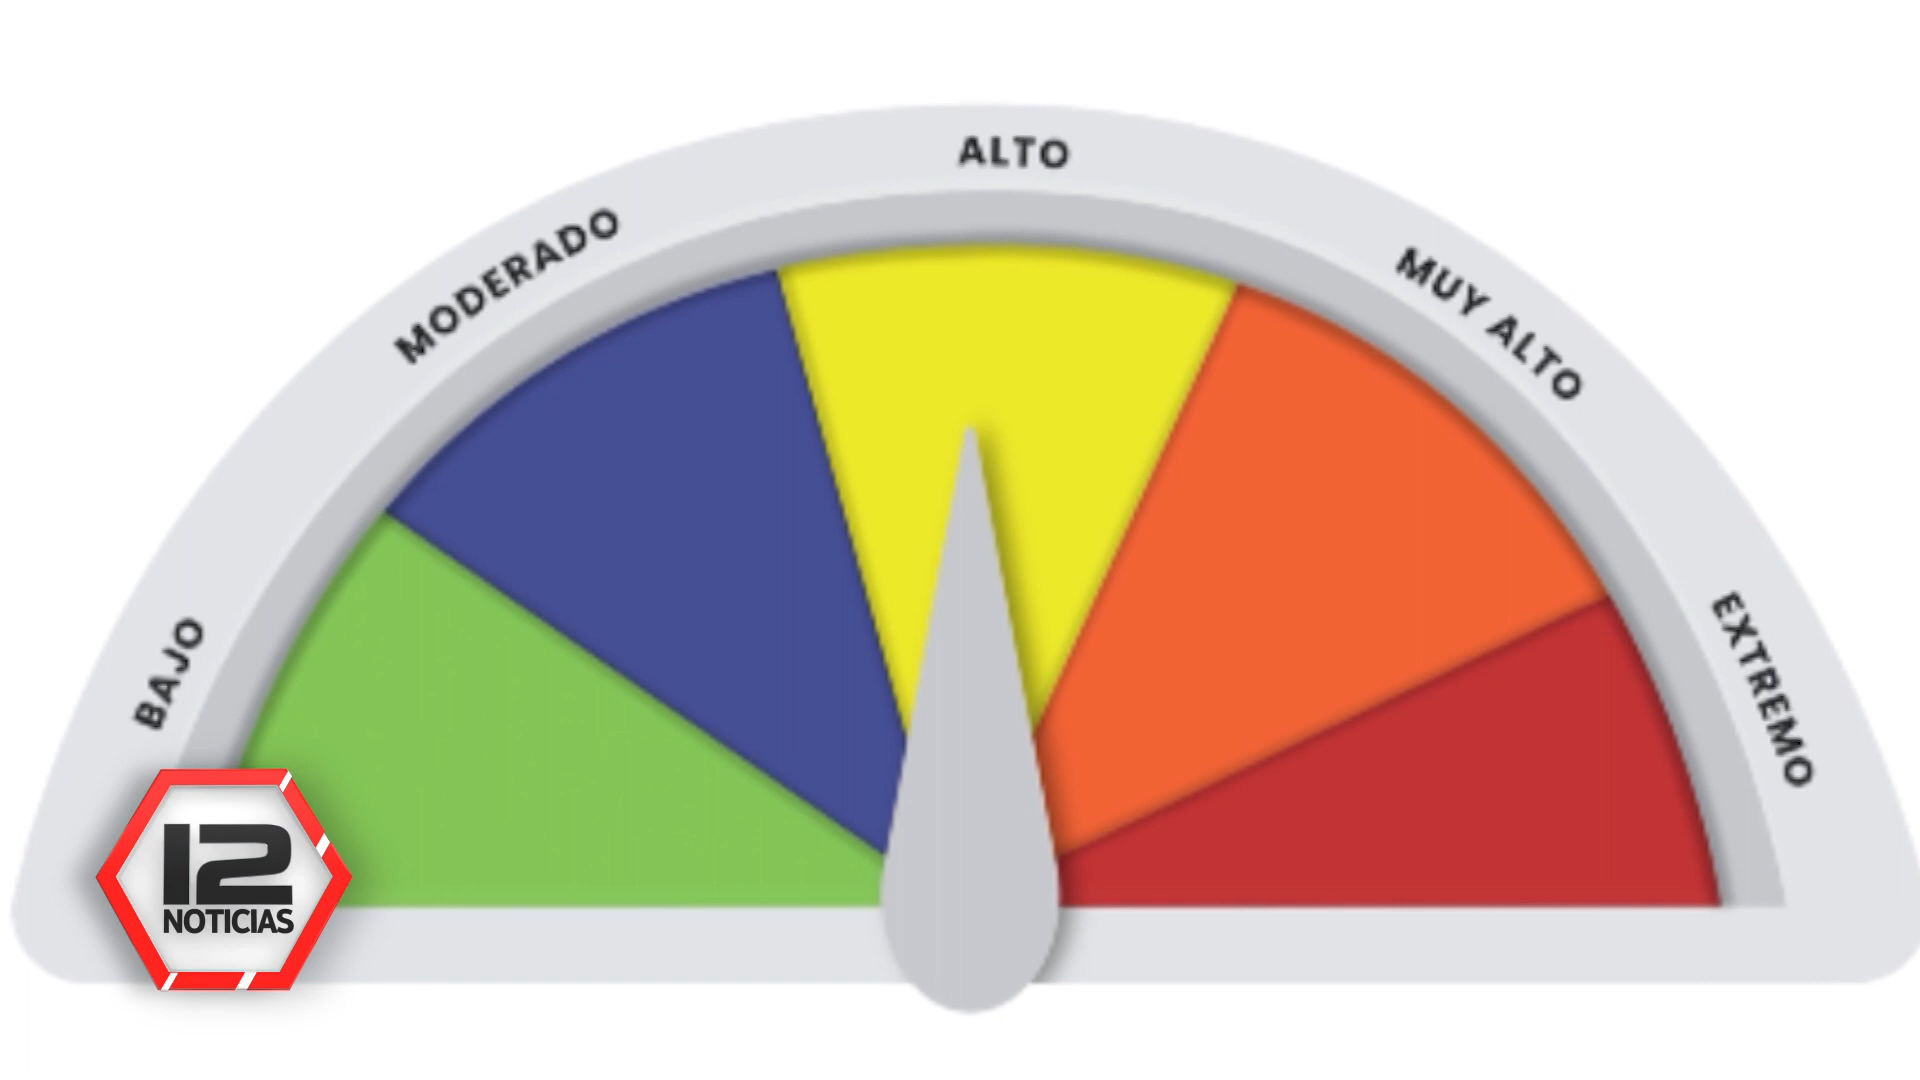 ALTO
MODERADO
MUY ALTO
BAJO
EXTREMO
12
NOTICIAS